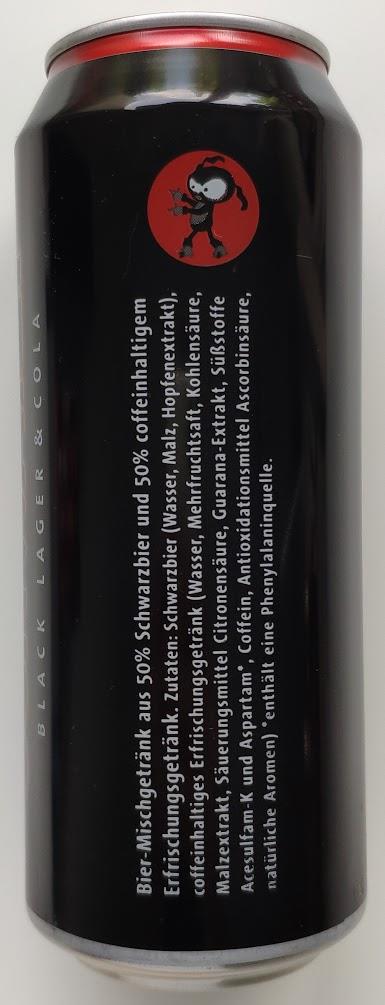 BLACK LAGER & COLA
Bier-Mischgetränk aus 50% Schwarzbier und 50% coffeinhaltigem
Erfrischungsgetränk. Zutaten: Schwarzbier (Wasser, Malz, Hopfenextrakt),
coffeinhaltiges Erfrischungsgetränk (Wasser, Mehrfruchtsaft, Kohlensäure,
Malzextrakt, Säuerungsmittel Citronensäure, Guarana-Extrakt, Süßstoffe
Acesulfam-K und Aspartam*, Coffein, Antioxidationsmittel Ascorbinsäure,
natürliche Aromen) *enthält eine Phenylalaninquelle.